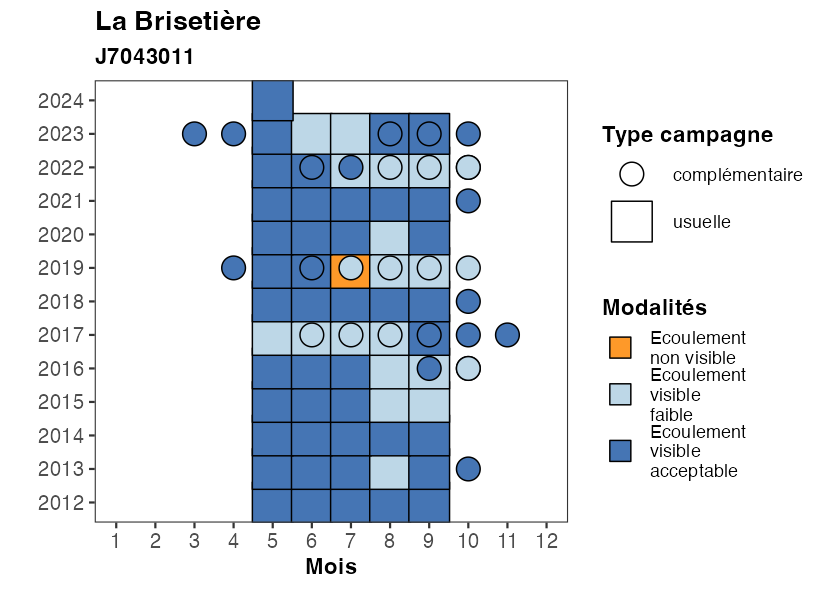 La Brisetière
J7043011
2024
2023
2022
2021
2020
2019
2018
2017
2016
2015
2014
2013
2012
1 2 3 4 5 6 7 8 9 10 11 12
Mois
Type campagne
complémentaire
usuelle
Modalités
Ecoulement
non visible
Ecoulement
visible
faible
Ecoulement
visible
acceptable